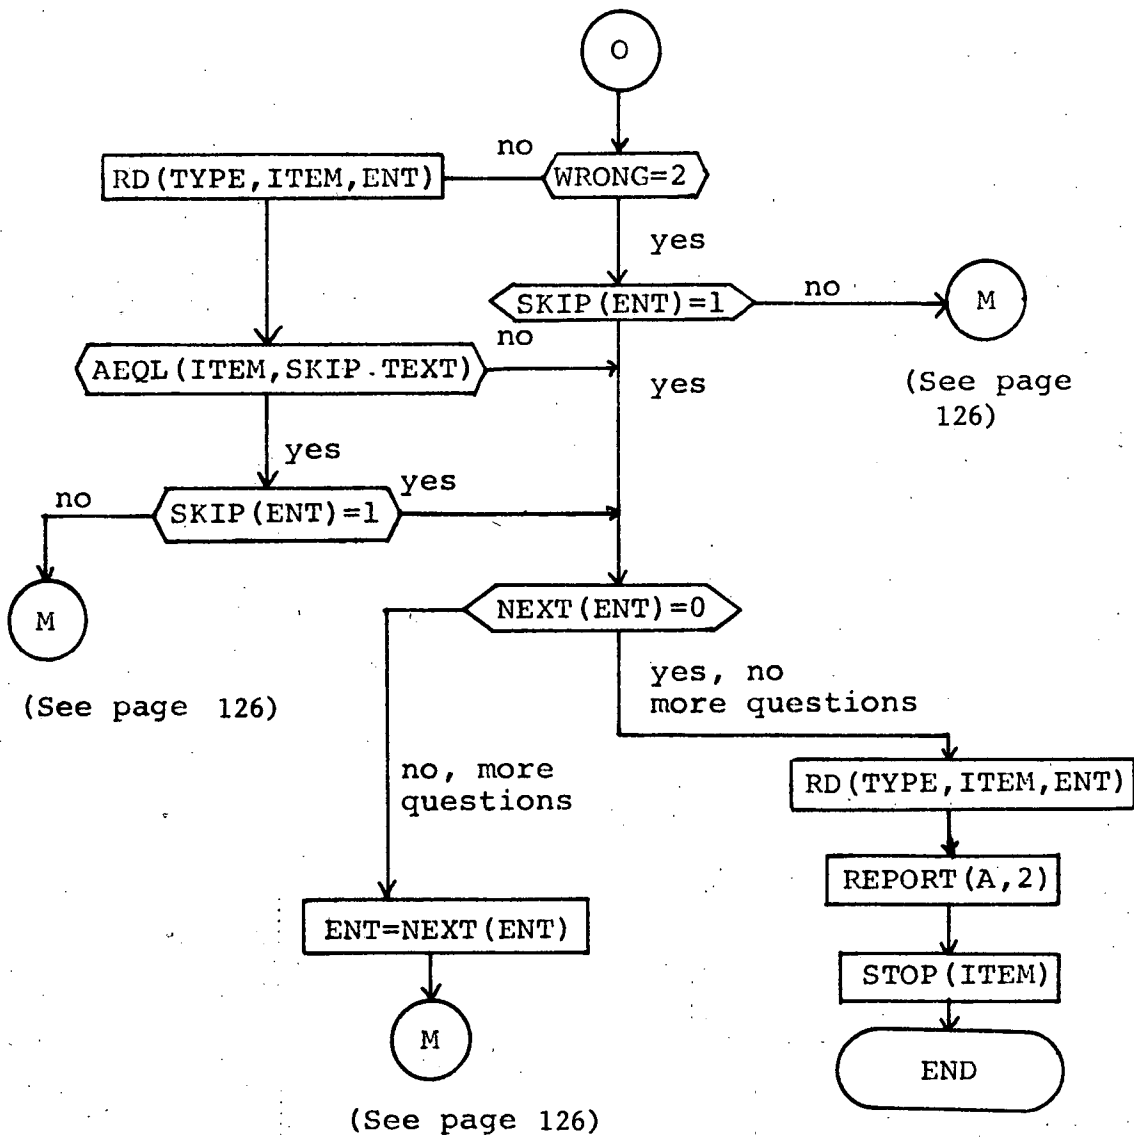 O
no
RD(TYPE,ITEM,ENT)
WRONG=2
yes
SKIP(ENT)=1
no
M
(See page
126)
AEQL(ITEM,SKIP.TEXT)
no
yes
yes
no
SKIP(ENT)=1
yes
M
(See page 126)
NEXT(ENT)=0
yes, no
more questions
no, more
questions
RD(TYPE,ITEM,ENT)
REPORT(A,2)
ENT=NEXT(ENT)
STOP(ITEM)
M
END
(See page 126)